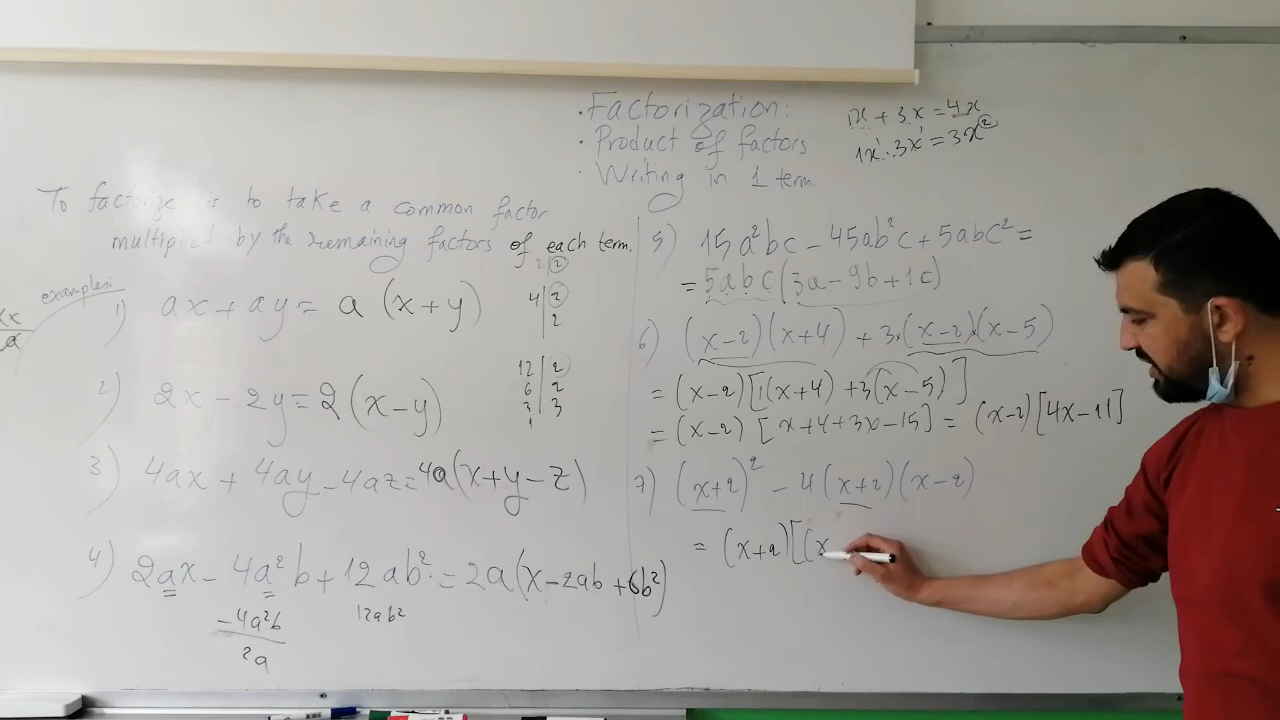 · Factorization:
· Product of factors
· Writing in 1 term.
1x + 3x = 4x
1x¹·3x¹ = 3x²
To factorize is to take a common factor
multiplied by the remaining factors of each term.
examples:
1) ax + ay = a (x+y)
2) 2x - 2y = 2 (x-y)
3) 4ax + 4ay - 4az = 4a(x+y-z)
4) 2ax - 4a²b + 12ab² = 2a(x-2ab+6b²)
-4a²b
2a
12ab²
4 | 2
2
12 | 2
6 | 2
3 | 3
1
5) 15a²bc - 45ab²c + 5abc² =
= 5abc(3a-9b+1c)
6) (x-2)(x+4) + 3·(x-2)·(x-5)
= (x-2)[1(x+4) + 3(x-5)]
= (x-2) [x+4+3x-15] = (x-2)[4x-11]
7) (x+2)² - 4(x+2)(x-2)
= (x+2)[(x